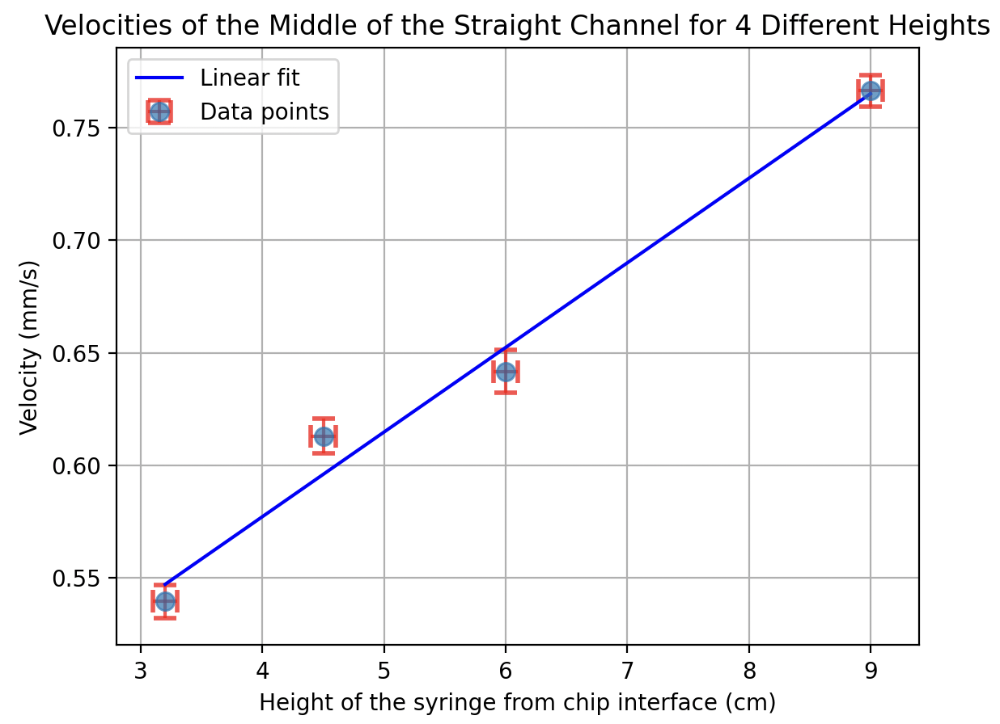 Velocities of the Middle of the Straight Channel for 4 Different Heights
Linear fit
Data points
0.75
0.70
0.65
0.60
0.55
Velocity (mm/s)
3 4 5 6 7 8 9
Height of the syringe from chip interface (cm)